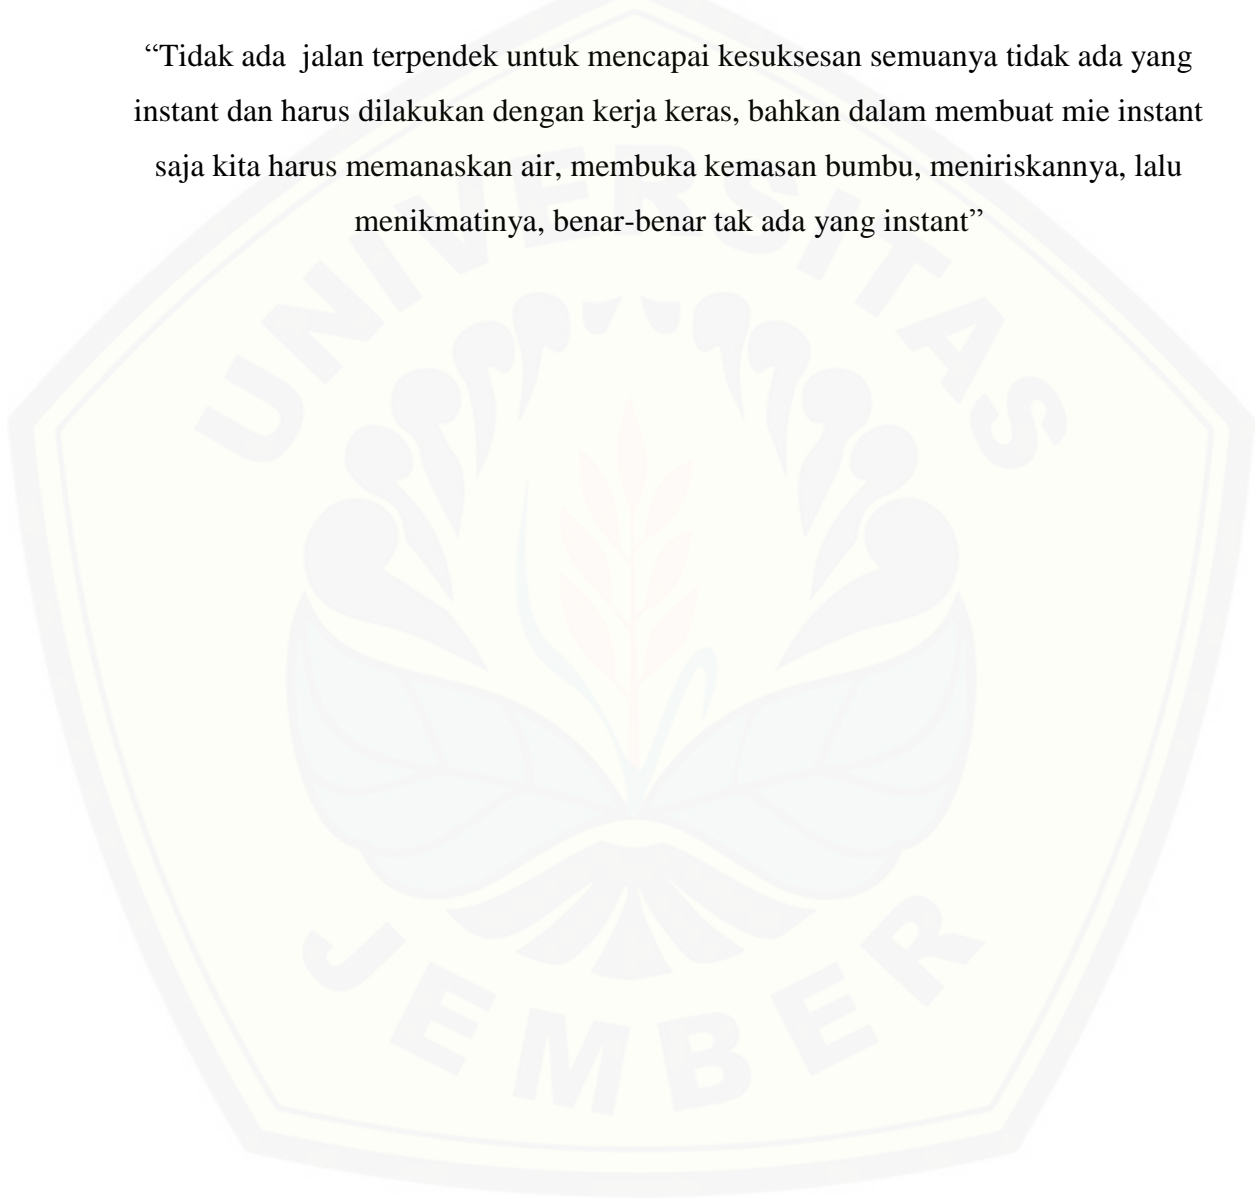 “Tidak ada  jalan terpendek untuk mencapai kesuksesan semuanya tidak ada yang
instant dan harus dilakukan dengan kerja keras, bahkan dalam membuat mie instant
saja kita harus memanaskan air, membuka kemasan bumbu, meniriskannya, lalu
menikmatinya, benar-benar tak ada yang instant”
UNIVERSITAS
JEMBER